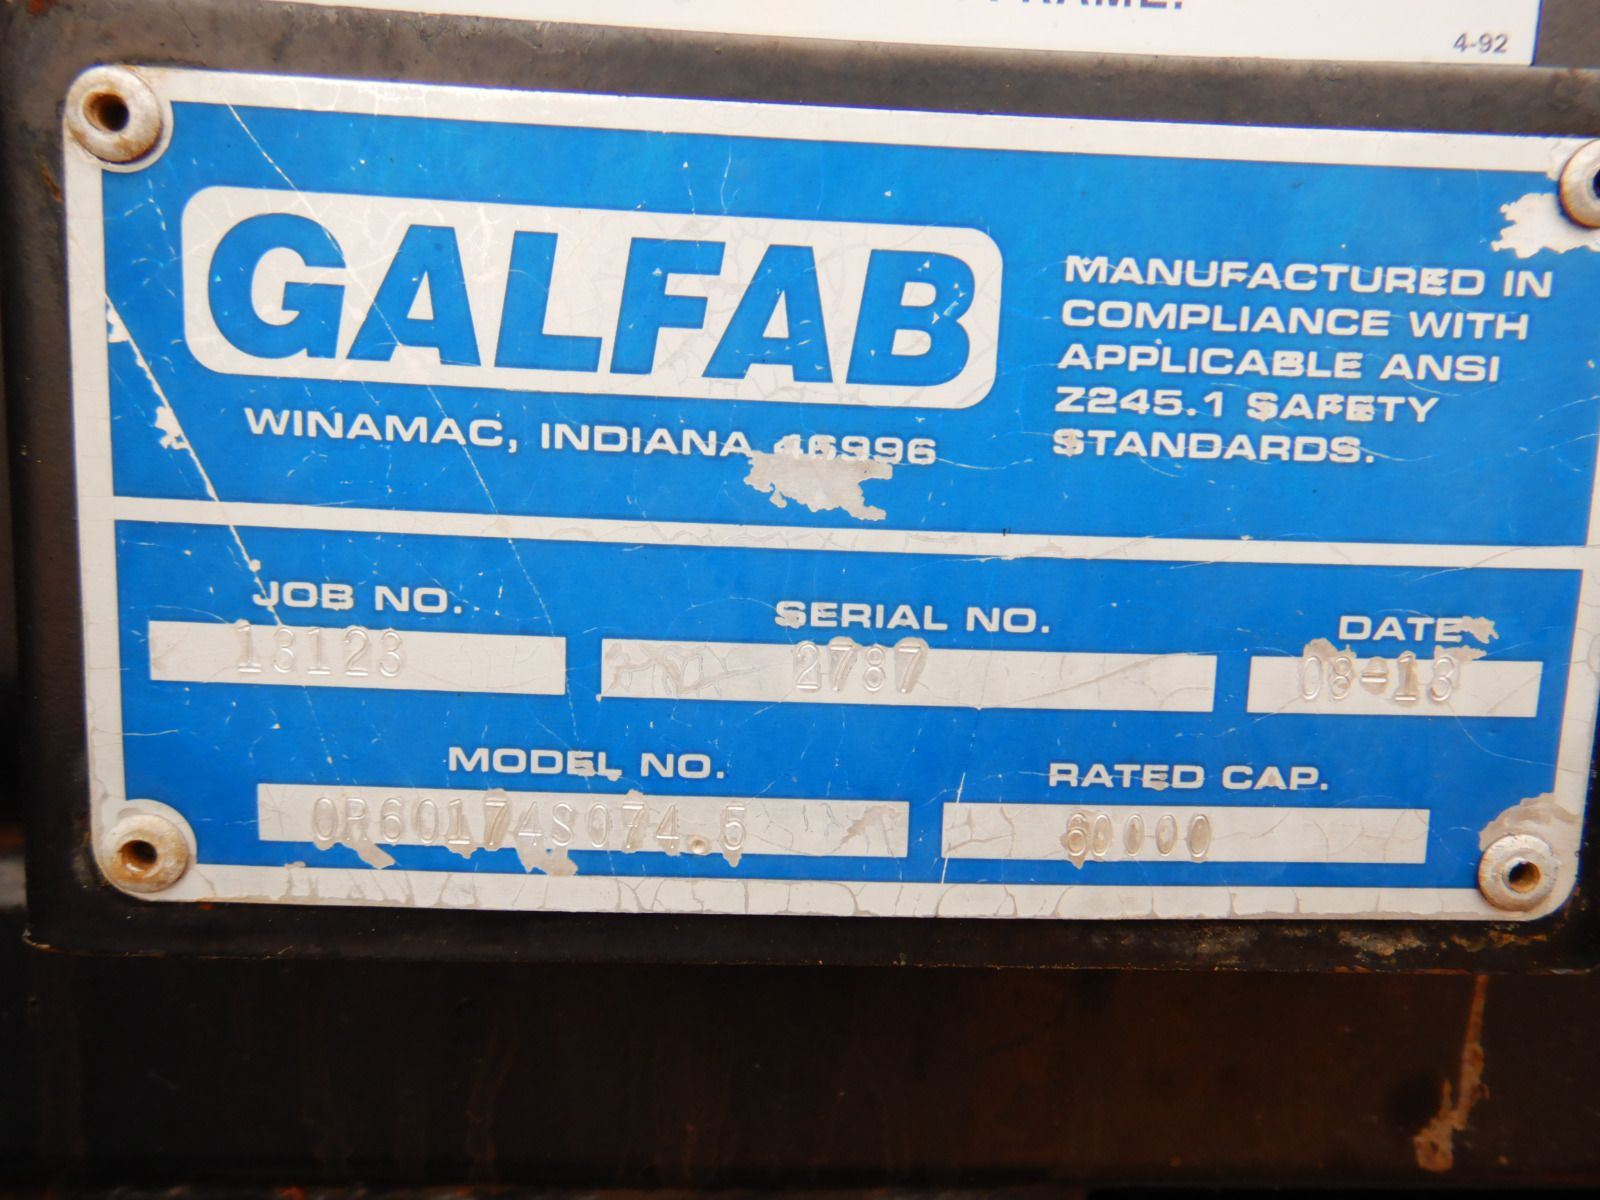 FRAME.
4-92
GALFAB
WINAMAC, INDIANA 46996
MANUFACTURED IN
COMPLIANCE WITH
APPLICABLE ANSI
Z245.1 SAFETY
STANDARDS.
JOB NO.
13123
SERIAL NO.
2787
DATE
08-13
MODEL NO.
OR60174S074.5
RATED CAP.
60000